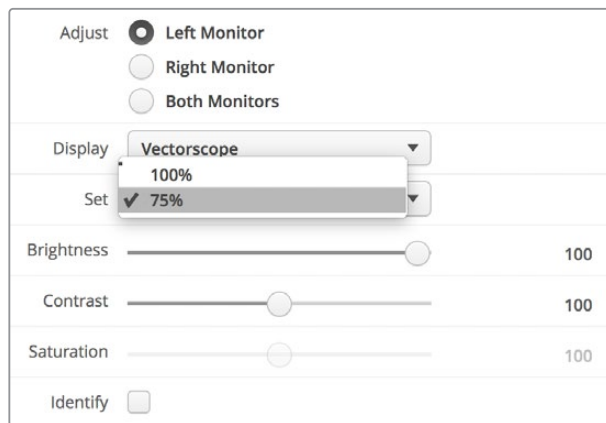 Adjust Left Monitor
Right Monitor
Both Monitors
Display Vectorscope
100%
Set 75%
Brightness 100
Contrast 100
Saturation 100
Identify